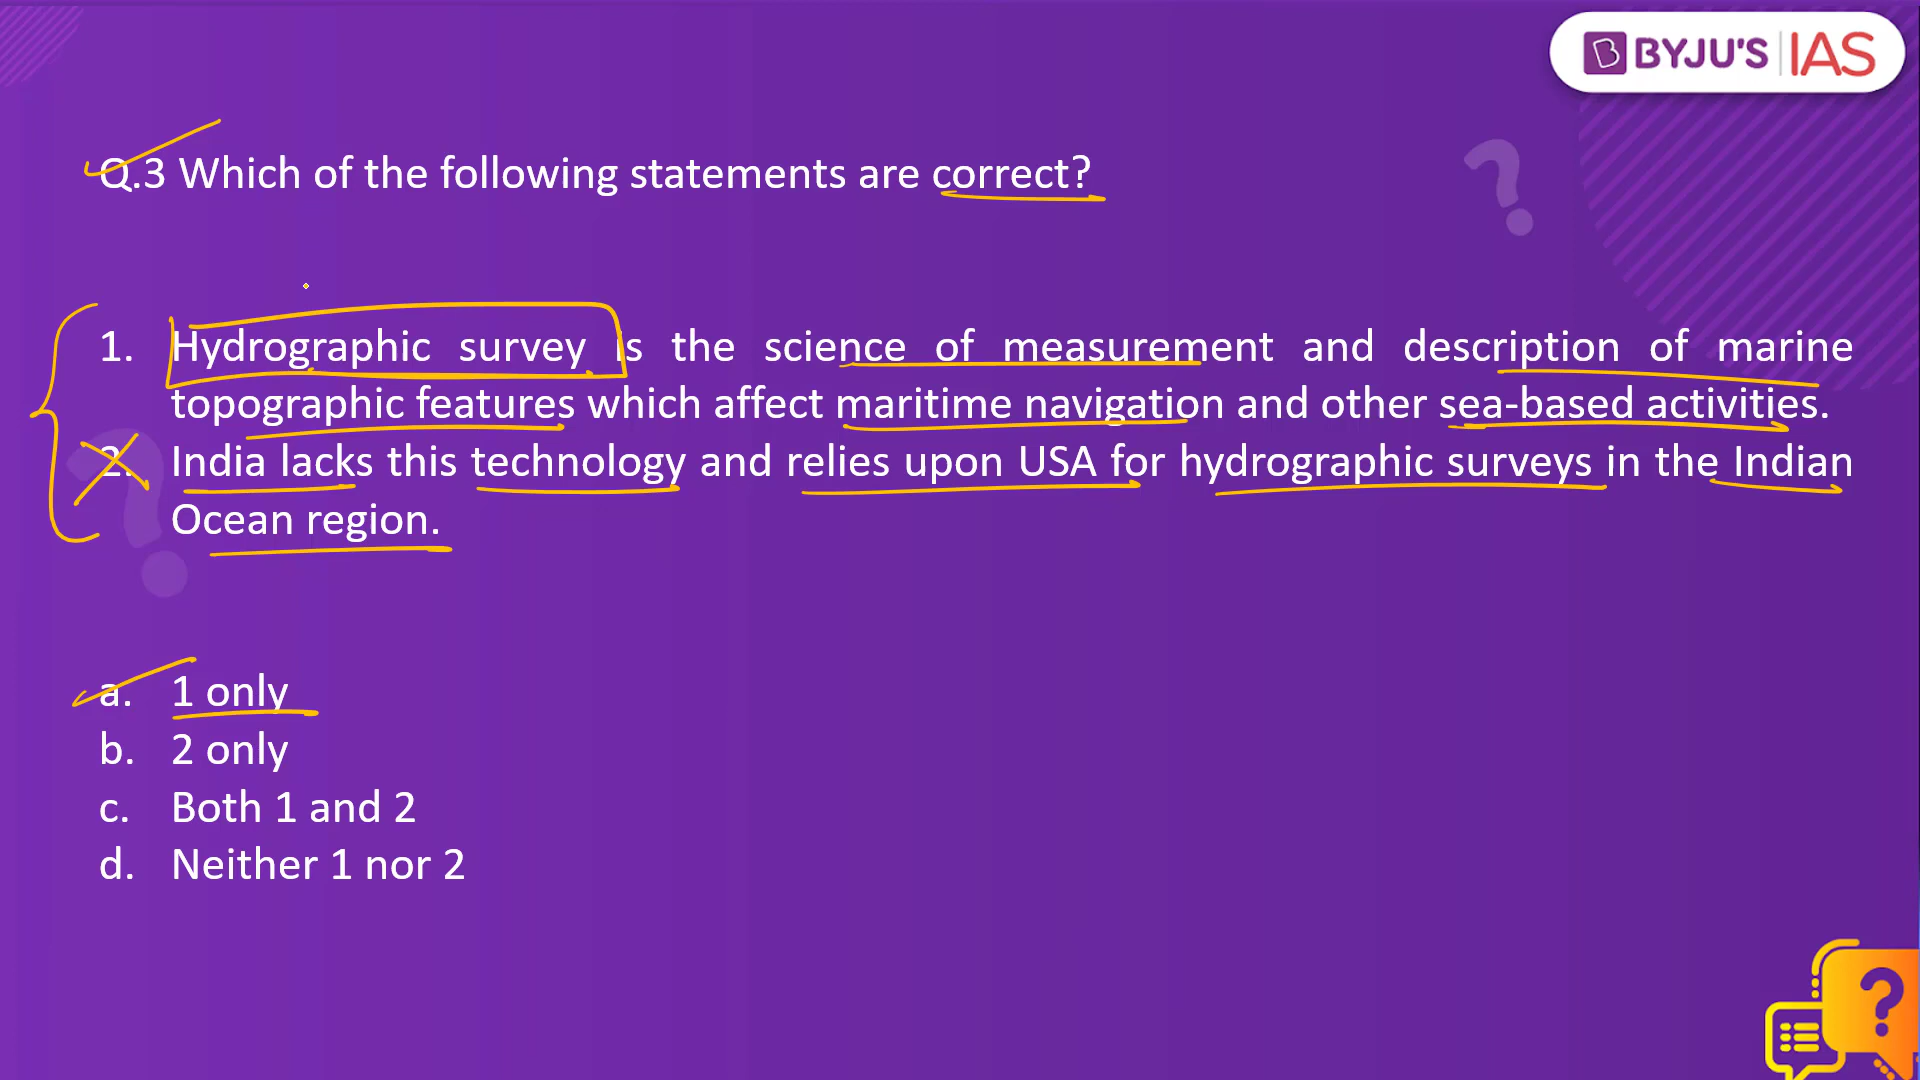 BYJU'S IAS
Q.3 Which of the following statements are correct?
1. Hydrographic survey is the science of measurement and description of marine
topographic features which affect maritime navigation and other sea-based activities.
2. India lacks this technology and relies upon USA for hydrographic surveys in the Indian
Ocean region.
a. 1 only
b. 2 only
c. Both 1 and 2
d. Neither 1 nor 2